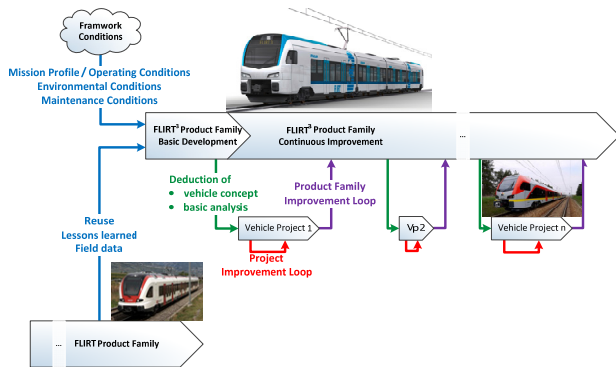 Framwork
Conditions
Mission Profile / Operating Conditions
Environmental Conditions
Maintenance Conditions
FLIRT³ Product Family
Basic Development
FLIRT³ Product Family
Continuous Improvement
...
Deduction of
• vehicle concept
• basic analysis
Product Family
Improvement Loop
Reuse
Lessons learned
Field data
Vehicle Project 1
Vp2
Vehicle Project n
Project
Improvement Loop
...
FLIRT Product Family